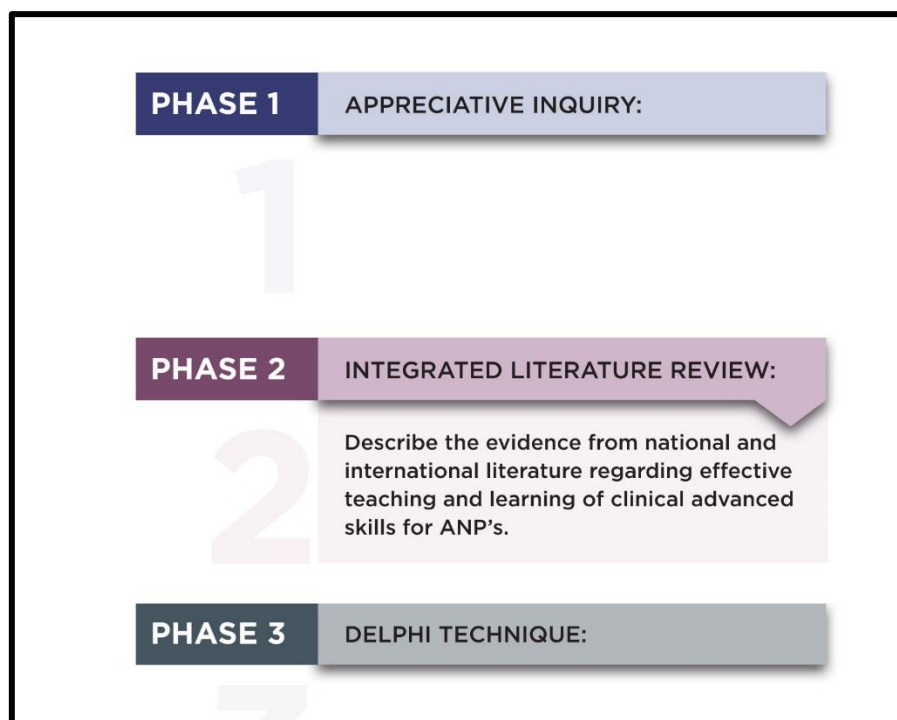 PHASE 1 APPRECIATIVE INQUIRY:
1
PHASE 2 INTEGRATED LITERATURE REVIEW:
2
Describe the evidence from national and
international literature regarding effective
teaching and learning of clinical advanced
skills for ANP’s.
PHASE 3 DELPHI TECHNIQUE:
3